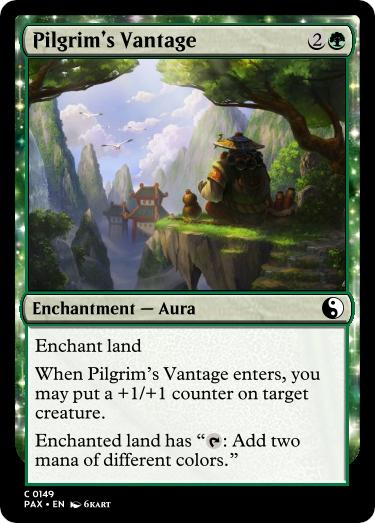 Pilgrim's Vantage 2
Enchantment — Aura
Enchant land
When Pilgrim's Vantage enters, you
may put a +1/+1 counter on target
creature.
Enchanted land has “: Add two
mana of different colors.”
C 0149
PAX • EN 6KART